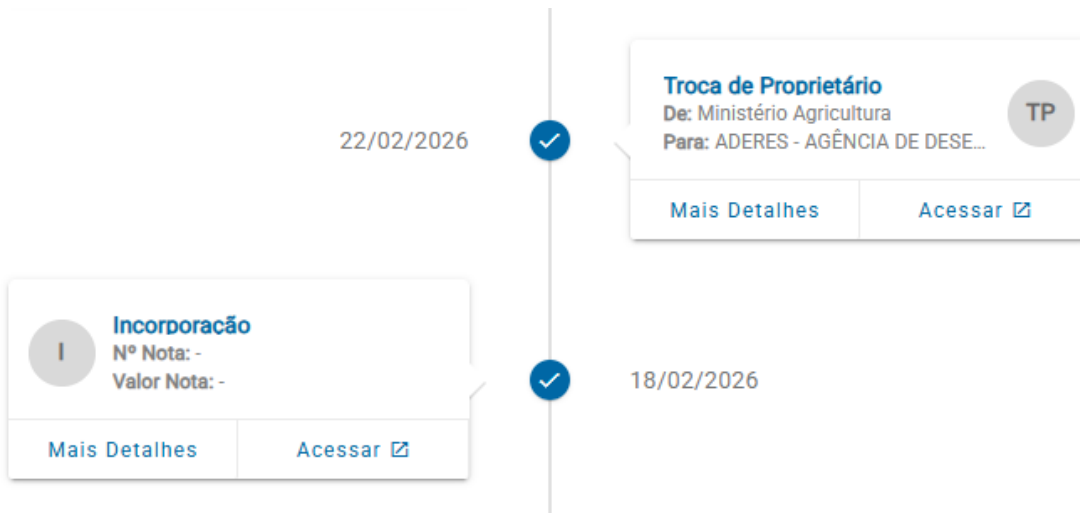 22/02/2026
Troca de Proprietário
De: Ministério Agricultura
Para: ADERES - AGÊNCIA DE DESE...
TP
Mais Detalhes
Acessar
I
Incorporação
Nº Nota: -
Valor Nota: -
Mais Detalhes
Acessar
18/02/2026